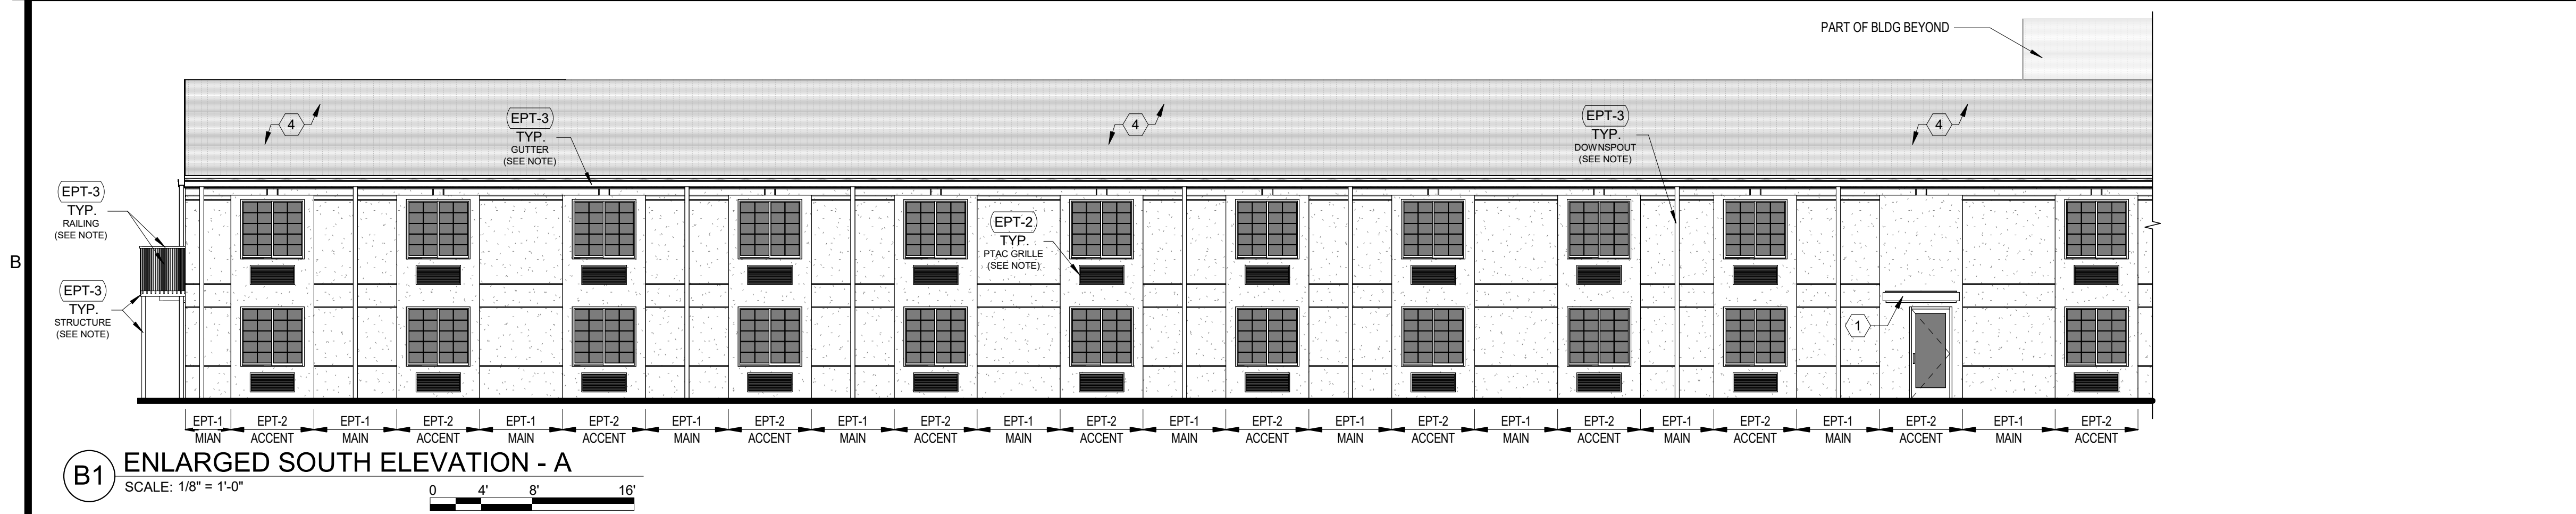 PART OF BLDG BEYOND
4
EPT-3
TYP.
GUTTER
(SEE NOTE)
4
EPT-3
TYP.
DOWNSPOUT
(SEE NOTE)
4
EPT-3
TYP.
RAILING
(SEE NOTE)
EPT-2
TYP.
PTAC GRILLE
(SEE NOTE)
B
EPT-3
TYP.
STRUCTURE
(SEE NOTE)
1
EPT-1 EPT-2 EPT-1 EPT-2 EPT-1 EPT-2 EPT-1 EPT-2 EPT-1 EPT-2 EPT-1 EPT-2 EPT-1 EPT-2 EPT-1 EPT-2 EPT-1 EPT-2 EPT-1 EPT-2 EPT-1 EPT-2 EPT-1 EPT-2
MIAN ACCENT MAIN ACCENT MAIN ACCENT MAIN ACCENT MAIN ACCENT MAIN ACCENT MAIN ACCENT MAIN ACCENT MAIN ACCENT MAIN ACCENT MAIN ACCENT MAIN ACCENT
B1 ENLARGED SOUTH ELEVATION - A
SCALE: 1/8" = 1'-0"
0 4' 8' 16'